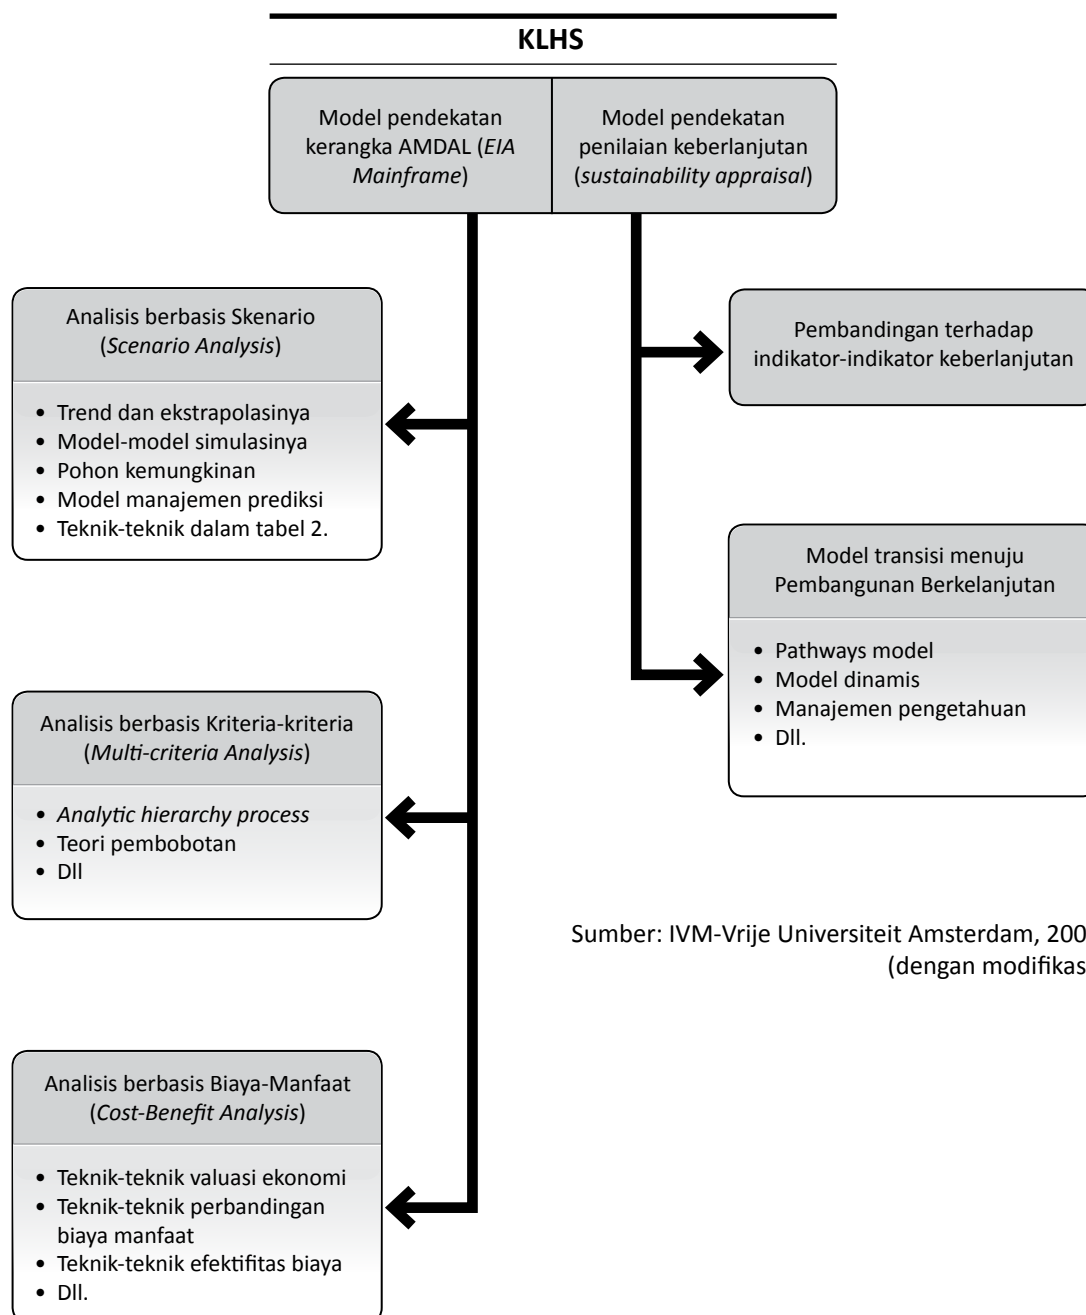 KLHS
Model pendekatan
kerangka AMDAL (EIA
Mainframe)
Model pendekatan
penilaian keberlanjutan
(sustainability appraisal)
Analisis berbasis Skenario
(Scenario Analysis)
• Trend dan ekstrapolasinya
• Model-model simulasinya
• Pohon kemungkinan
• Model manajemen prediksi
• Teknik-teknik dalam tabel 2.
Pembandingan terhadap
indikator-indikator keberlanjutan
Model transisi menuju
Pembangunan Berkelanjutan
• Pathways model
• Model dinamis
• Manajemen pengetahuan
• Dll.
Analisis berbasis Kriteria-kriteria
(Multi-criteria Analysis)
• Analytic hierarchy process
• Teori pembobotan
• Dll
Sumber: IVM-Vrije Universiteit Amsterdam, 200
(dengan modifikas
Analisis berbasis Biaya-Manfaat
(Cost-Benefit Analysis)
• Teknik-teknik valuasi ekonomi
• Teknik-teknik perbandingan
biaya manfaat
• Teknik-teknik efektifitas biaya
• Dll.